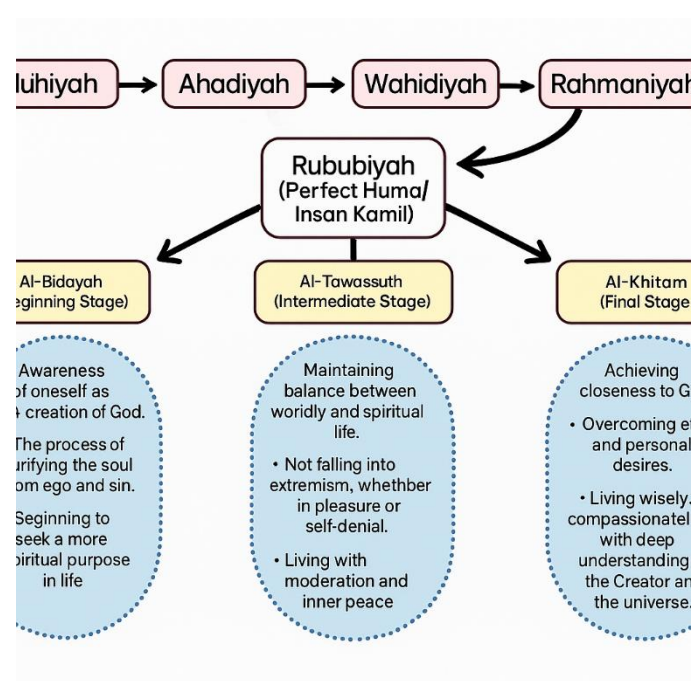 luhiyah
Ahadiyah
Wahidiyah
Rahmaniyah
Rububiyah
(Perfect Huma/
Insan Kamil)
Al-Bidayah
eginning Stage)
Al-Tawassuth
(Intermediate Stage)
Al-Khitam
(Final Stage
Awareness
of oneself as
creation of God.
The process of
urifying the soul
om ego and sin.
Seginning to
seek a more
piritual purpose
in life
Maintaining
balance between
woridly and spiritual
life.
• Not falling into
extremism, whethber
in pleasure or
self-denial.
• Living with
moderation and
inner peace
Achieving
closeness to G
• Overcoming e
and personal
desires.
• Living wisely.
compassionatel
with deep
understanding
the Creator an
the universe.